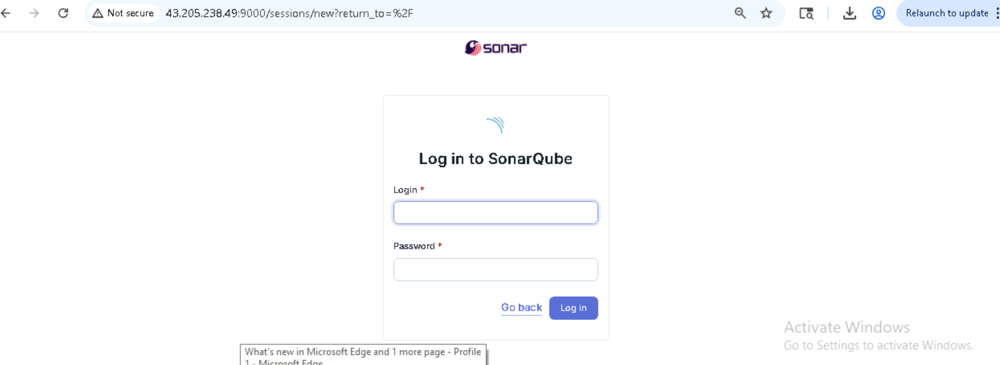 Not secure 43.205.238.49:9000/sessions/new?return_to=%2F Relaunch to update
sonar
Log in to SonarQube
Login *
Password *
Go back Log in
Activate Windows
Go to Settings to activate Windows.
What's new in Microsoft Edge and 1 more page - Profile
1 - Microsoft Edge